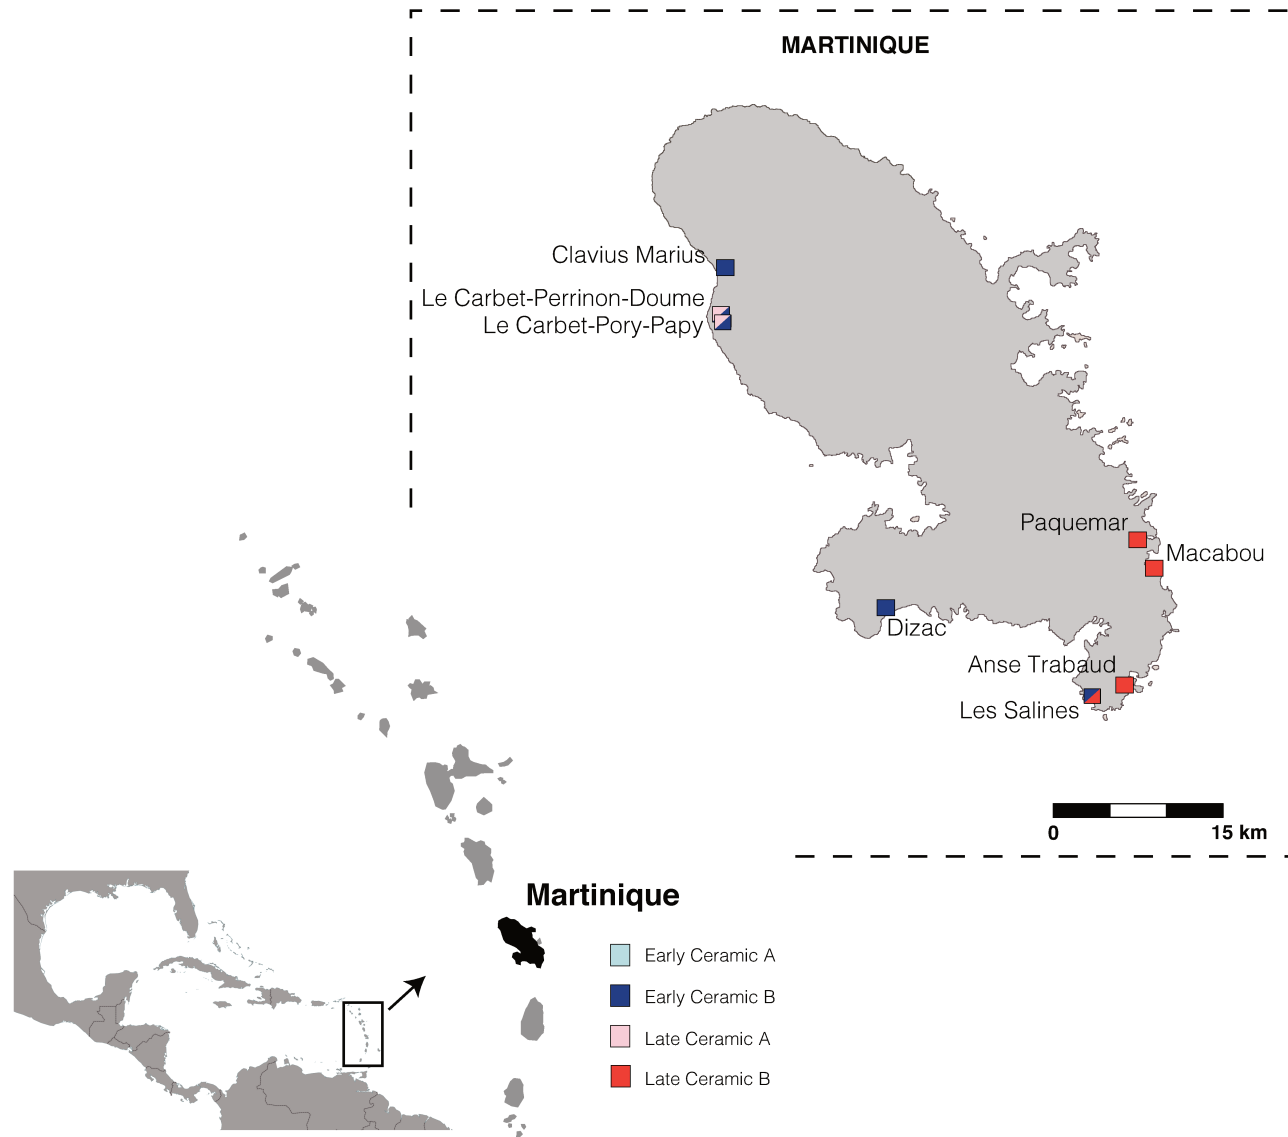 MARTINIQUE
Clavius Marius
Le Carbet-Perrinon-Doume
Le Carbet-Pory-Papy
Paquemar
Macabou
Dizac
Anse Trabaud
Les Salines
0 15 km
Martinique
Early Ceramic A
Early Ceramic B
Late Ceramic A
Late Ceramic B